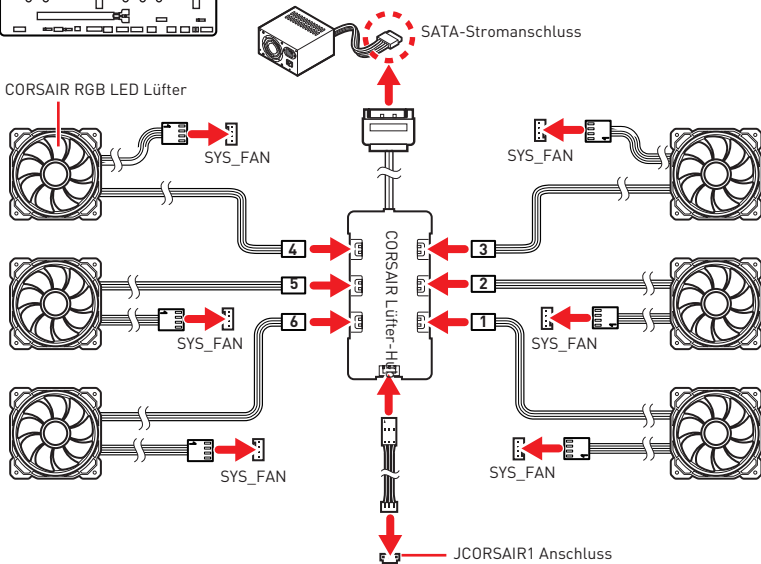 SATA-Stromanschluss
CORSAIR RGB LED Lüfter
SYS_FAN
SYS_FAN
4
3
CORSAIR Lüfter-Hu
5
2
SYS_FAN
SYS_FAN
6
1
SYS_FAN
SYS_FAN
JCORSAIR1 Anschluss